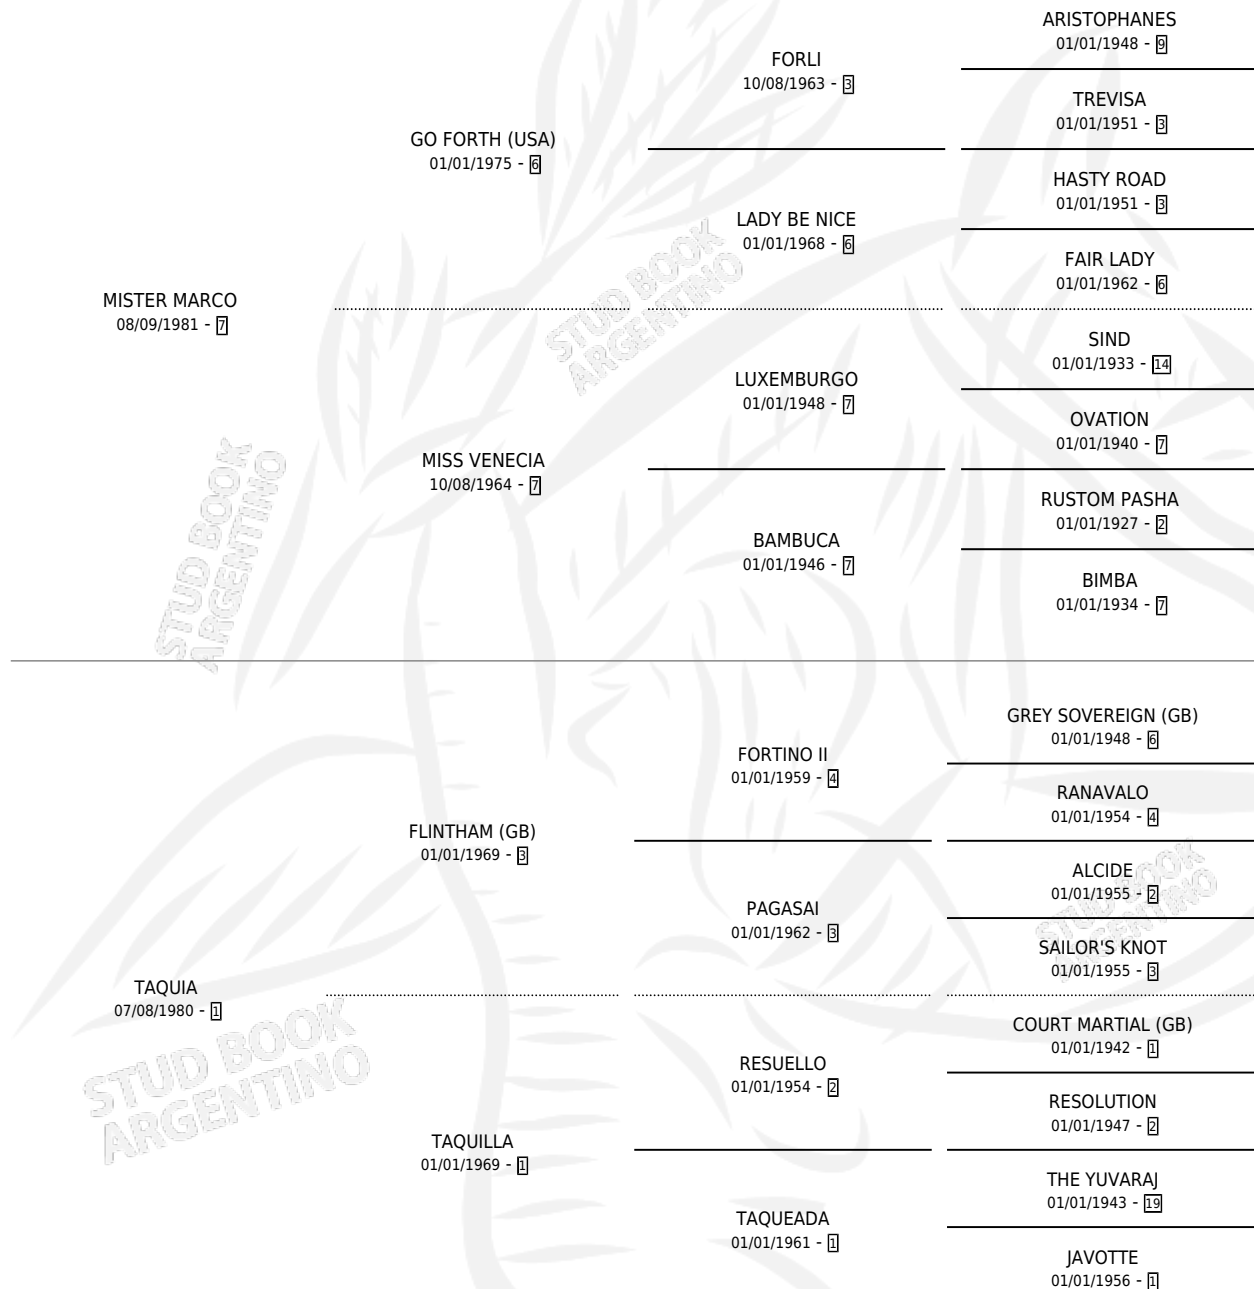 ARISTOPHANES
01/01/1948 - 9
FORLI
10/08/1963 - 3
TREVISA
01/01/1951 - 3
GO FORTH (USA)
01/01/1975 - 6
HASTY ROAD
01/01/1951 - 3
LADY BE NICE
01/01/1968 - 6
FAIR LADY
01/01/1962 - 6
MISTER MARCO
08/09/1981 - 7
SIND
01/01/1933 - 14
LUXEMBURGO
01/01/1948 - 7
OVATION
01/01/1940 - 7
MISS VENECIA
10/08/1964 - 7
RUSTOM PASHA
01/01/1927 - 2
BAMBUCA
01/01/1946 - 7
BIMBA
01/01/1934 - 7
GREY SOVEREIGN (GB)
01/01/1948 - 6
FORTINO II
01/01/1959 - 4
RANAVALO
01/01/1954 - 4
FLINTHAM (GB)
01/01/1969 - 3
ALCIDE
01/01/1955 - 2
PAGASAI
01/01/1962 - 3
SAILOR'S KNOT
01/01/1955 - 3
TAQUIA
07/08/1980 - 1
COURT MARTIAL (GB)
01/01/1942 - 1
RESUELLO
01/01/1954 - 2
RESOLUTION
01/01/1947 - 2
TAQUILLA
01/01/1969 - 1
THE YUVARAJ
01/01/1943 - 19
TAQUEADA
01/01/1961 - 1
JAVOTTE
01/01/1956 - 1
STUD BOOK
ARGENTINO
STUD BOOK
ARGENTINO
STUD BOOK
ARGENTINO
STUD BOOK
ARGENTINO